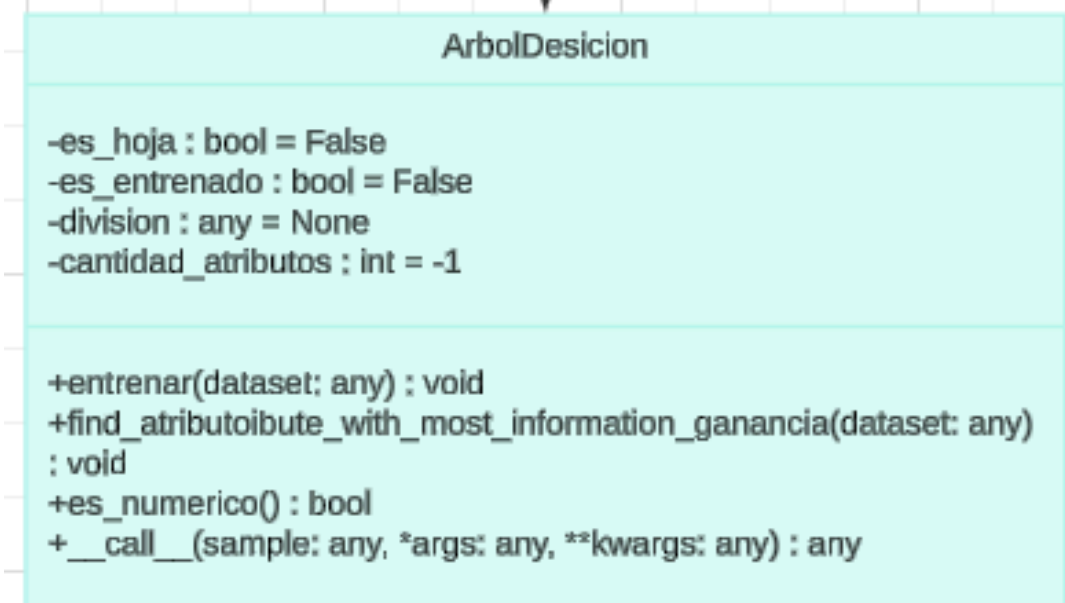 ArbolDesicion
-es_hoja : bool = False
-es_entrenado : bool = False
-division : any = None
-cantidad_atributos : int = -1
+entrenar(dataset: any) : void
+find_atributoibute_with_most_information_ganancia(dataset: any)
: void
+es_numerico() : bool
+__call__(sample: any, *args: any, **kwargs: any) : any